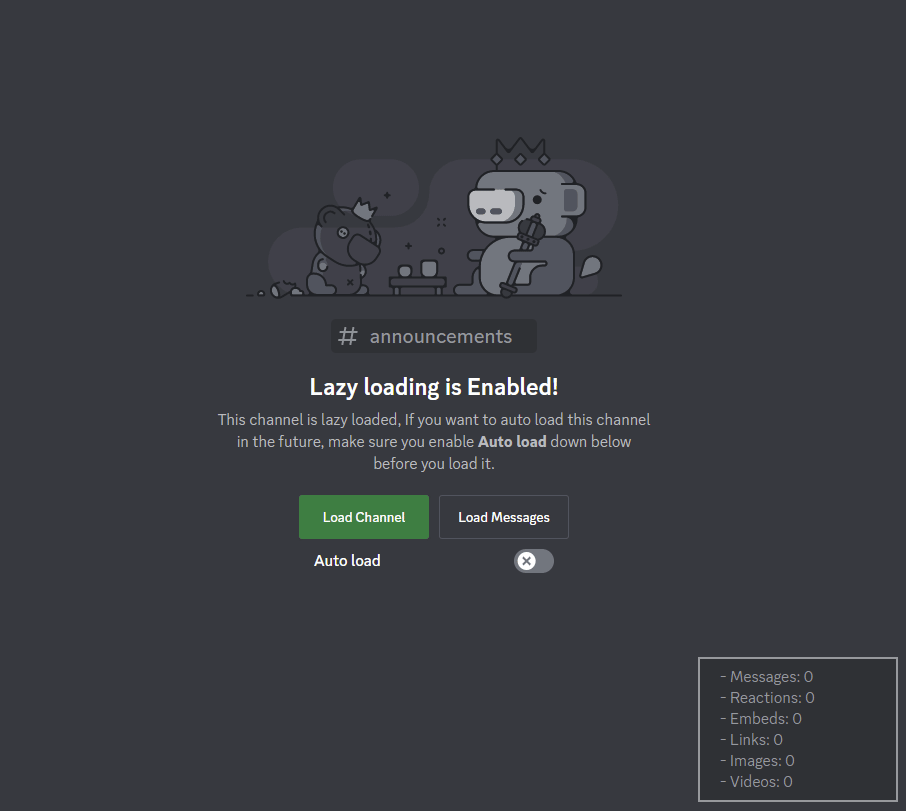 # announcements
Lazy loading is Enabled!
This channel is lazy loaded, If you want to auto load this channel
in the future, make sure you enable Auto load down below
before you load it.
Load Channel
Load Messages
Auto load
- Messages: 0
- Reactions: 0
- Embeds: 0
- Links: 0
- Images: 0
- Videos: 0